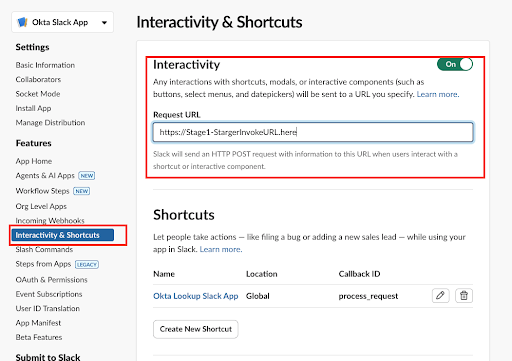 Okta Slack App
Settings
Basic Information
Collaborators
Socket Mode
Install App
Manage Distribution
Features
App Home
Agents & AI Apps NEW
Workflow Steps NEW
Org Level Apps
Incoming Webhooks
Interactivity & Shortcuts
Slash Commands
Steps from Apps LEGACY
OAuth & Permissions
Event Subscriptions
User ID Translation
App Manifest
Beta Features
Submit to Slack
Interactivity & Shortcuts
Interactivity
On
Any interactions with shortcuts, modals, or interactive components (such as
buttons, select menus, and datepickers) will be sent to a URL you specify. Learn more.
Request URL
https://Stage1-StargerInvokeURL.here
Slack will send an HTTP POST request with information to this URL when users interact with a
shortcut or interactive component.
Shortcuts
Let people take actions — like filing a bug or adding a new sales lead — while using your
app in Slack. Learn more.
Name Location Callback ID
Okta Lookup Slack App Global process_request
Create New Shortcut